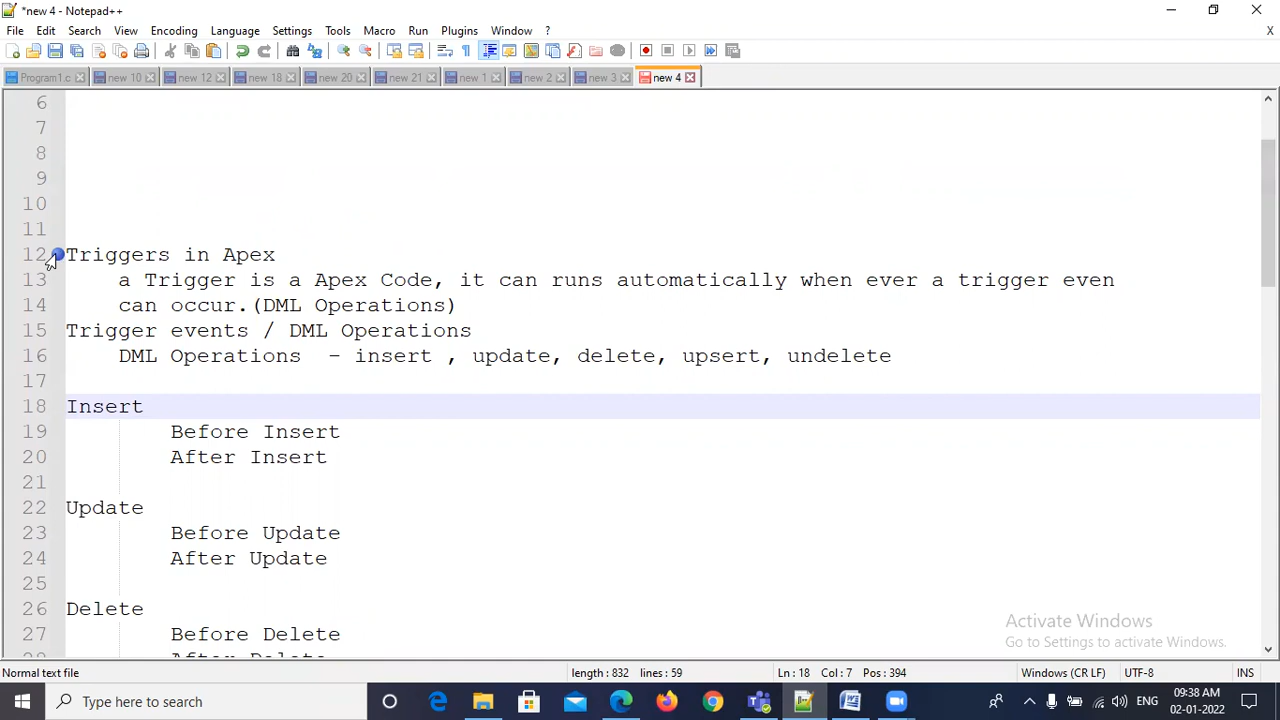 *new 4 - Notepad++
File Edit Search View Encoding Language Settings Tools Macro Run Plugins Window ? X
Program1.c new 10 new 12 new 18 new 20 new 21 new 1 new 2 new 3 new 4
6
7
8
9
10
11
12 Triggers in Apex
13 a Trigger is a Apex Code, it can runs automatically when ever a trigger even
14 can occur.(DML Operations)
15 Trigger events / DML Operations
16 DML Operations - insert , update, delete, upsert, undelete
17
18 Insert
19 Before Insert
20 After Insert
21
22 Update
23 Before Update
24 After Update
25
26 Delete
27 Before Delete
28 After Delete
Activate Windows
Go to Settings to activate Windows.
Normal text file length: 832 lines: 59 Ln: 18 Col: 7 Pos: 394 Windows (CR LF) UTF-8 INS
Type here to search ENG 09:38 AM
02-01-2022